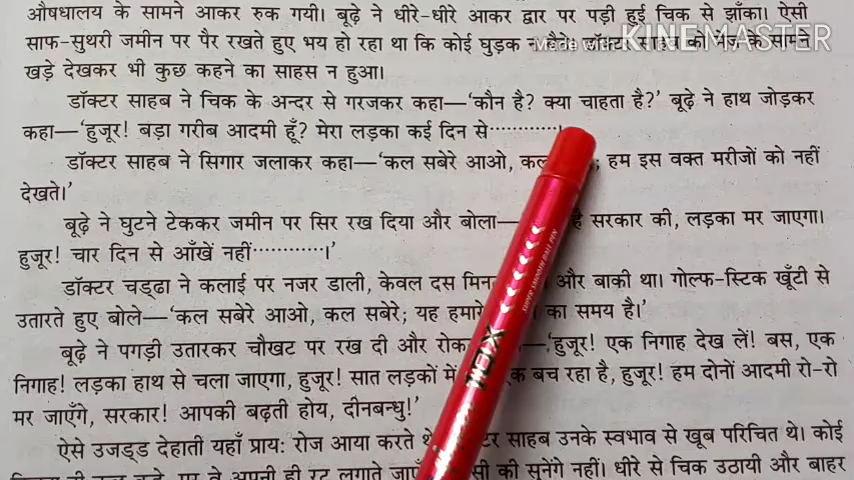 औषधालय के सामने आकर रुक गयी। बूढ़े ने धीरे-धीरे आकर द्वार पर पड़ी हुई चिक से झाँका। ऐसी
साफ-सुथरी जमीन पर पैर रखते हुए भय हो रहा था कि कोई घुड़क न
Made with KINEMASTER
खड़े देखकर भी कुछ कहने का साहस न हुआ।
डॉक्टर साहब ने चिक के अन्दर से गरजकर कहा—‘कौन है? क्या चाहता है?’ बूढ़े ने हाथ जोड़कर
कहा—‘हुजूर! बड़ा गरीब आदमी हूँ? मेरा लड़का कई दिन से............।
डॉक्टर साहब ने सिगार जलाकर कहा—‘कल सबेरे आओ, कल हम इस वक्त मरीजों को नहीं
देखते।’
बूढ़े ने घुटने टेककर जमीन पर सिर रख दिया और बोला— है सरकार की, लड़का मर जाएगा।
हुजूर! चार दिन से आँखें नहीं............।’
डॉक्टर चड्ढा ने कलाई पर नजर डाली, केवल दस और बाकी था। गोल्फ-स्टिक खूँटी से
उतारते हुए बोले—‘कल सबेरे आओ, कल सबेरे; यह हमारे का समय है।’
बूढ़े ने पगड़ी उतारकर चौखट पर रख दी और ‘हुजूर! एक निगाह देख लें! बस, एक
निगाह! लड़का हाथ से चला जाएगा, हुजूर! सात लड़कों में बच रहा है, हुजूर! हम दोनों आदमी रो-रो
मर जाएँगे, सरकार! आपकी बढ़ती होय, दीनबन्धु!’
ऐसे उजड्ड देहाती यहाँ प्राय: रोज आया करते साहब उनके स्वभाव से खूब परिचित थे। कोई
पर वे अपनी ही रट लगाते की सुनेंगे नहीं। धीरे से चिक उठायी और बाहर